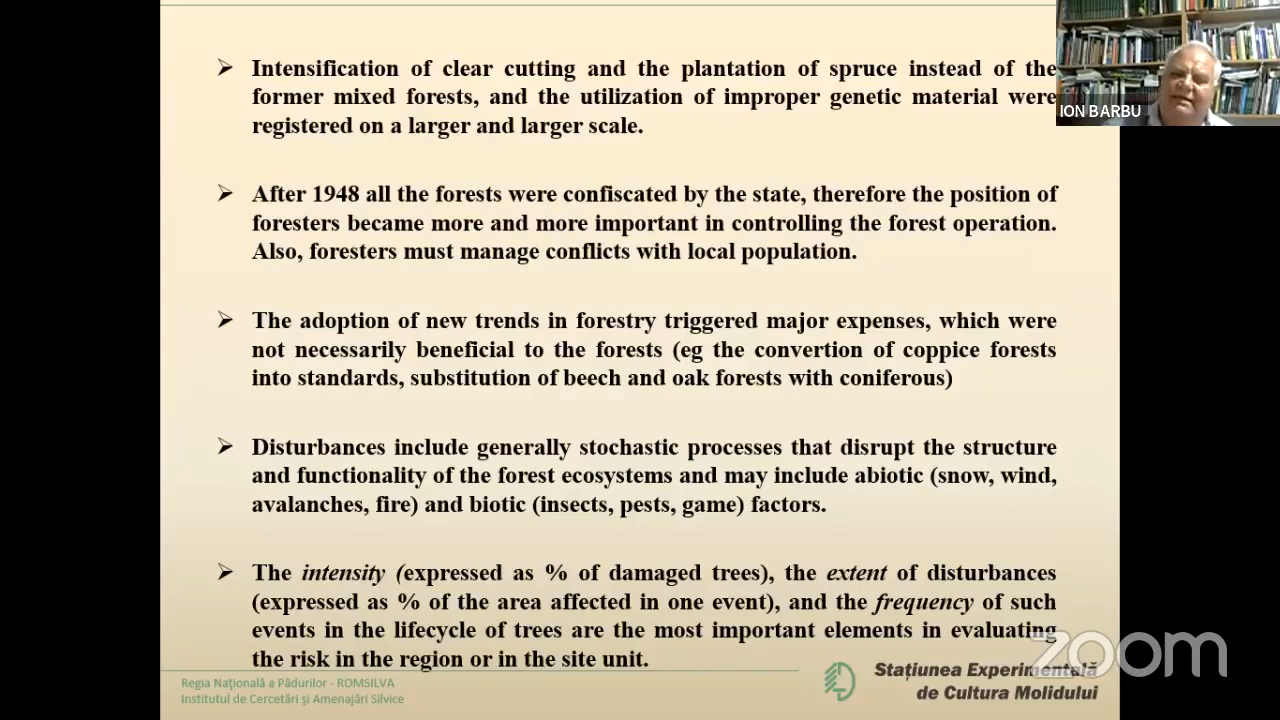 Intensification of clear cutting and the plantation of spruce instead of the
former mixed forests, and the utilization of improper genetic material were
registered on a larger and larger scale.
After 1948 all the forests were confiscated by the state, therefore the position of
foresters became more and more important in controlling the forest operation.
Also, foresters must manage conflicts with local population.
The adoption of new trends in forestry triggered major expenses, which were
not necessarily beneficial to the forests (eg the convertion of coppice forests
into standards, substitution of beech and oak forests with coniferous)
Disturbances include generally stochastic processes that disrupt the structure
and functionality of the forest ecosystems and may include abiotic (snow, wind,
avalanches, fire) and biotic (insects, pests, game) factors.
The intensity (expressed as % of damaged trees), the extent of disturbances
(expressed as % of the area affected in one event), and the frequency of such
events in the lifecycle of trees are the most important elements in evaluating
the risk in the region or in the site unit.
Regia Naţională a Pădurilor - ROMSILVA
Institutul de Cercetări şi Amenajări Silvice
Staţiunea Experimentală
de Cultura Molidului
zoom
ION BARBU